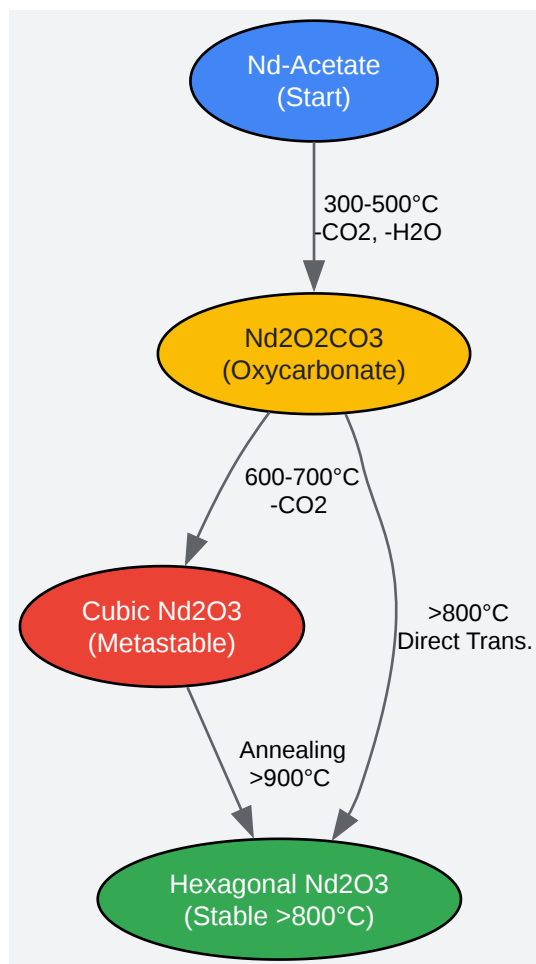 Nd-Acetate
(Start)
300-500°C
-CO2, -H2O
Nd2O2CO3
(Oxycarbonate)
600-700°C
-CO2
Cubic Nd2O3
(Metastable)
>800°C
Direct Trans.
Annealing
>900°C
Hexagonal Nd2O3
(Stable >800°C)